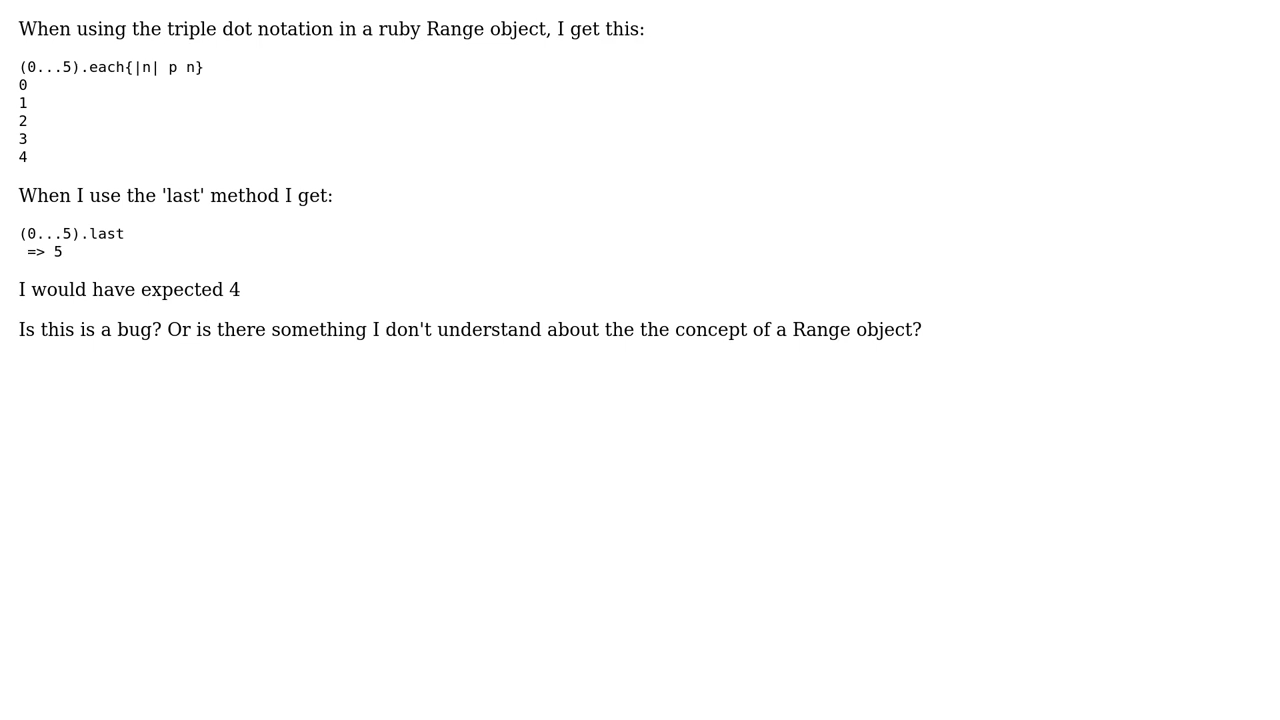 When using the triple dot notation in a ruby Range object, I get this:
(0...5).each{|n| p n}
0
1
2
3
4
When I use the 'last' method I get:
(0...5).last
 => 5
I would have expected 4
Is this is a bug? Or is there something I don't understand about the the concept of a Range object?